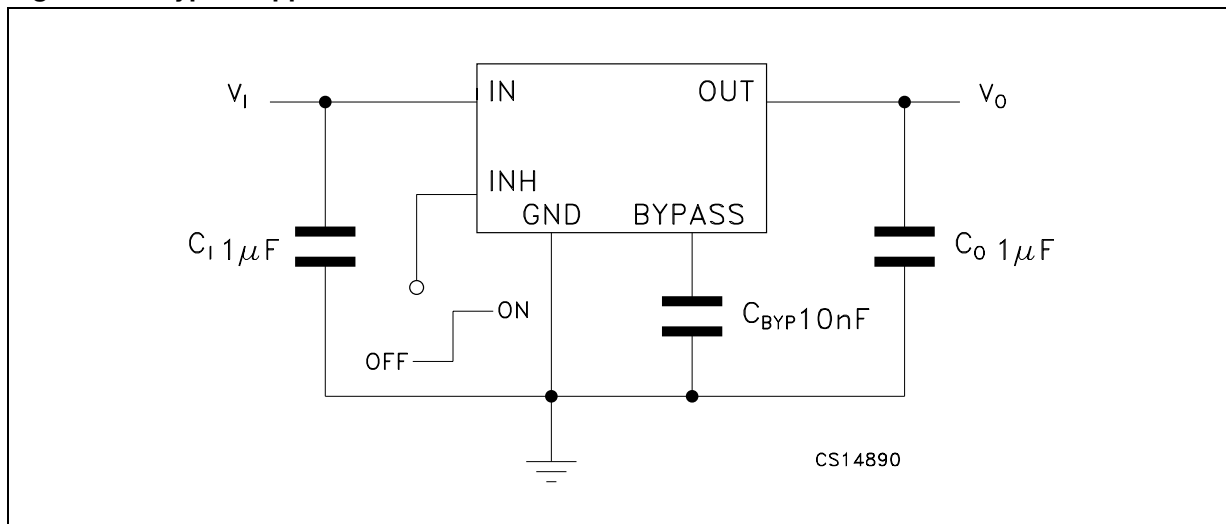 V_I
IN
OUT
V_O
INH
GND
BYPASS
C_I 1μF
C_BYP 10nF
C_O 1μF
ON
OFF
CS14890